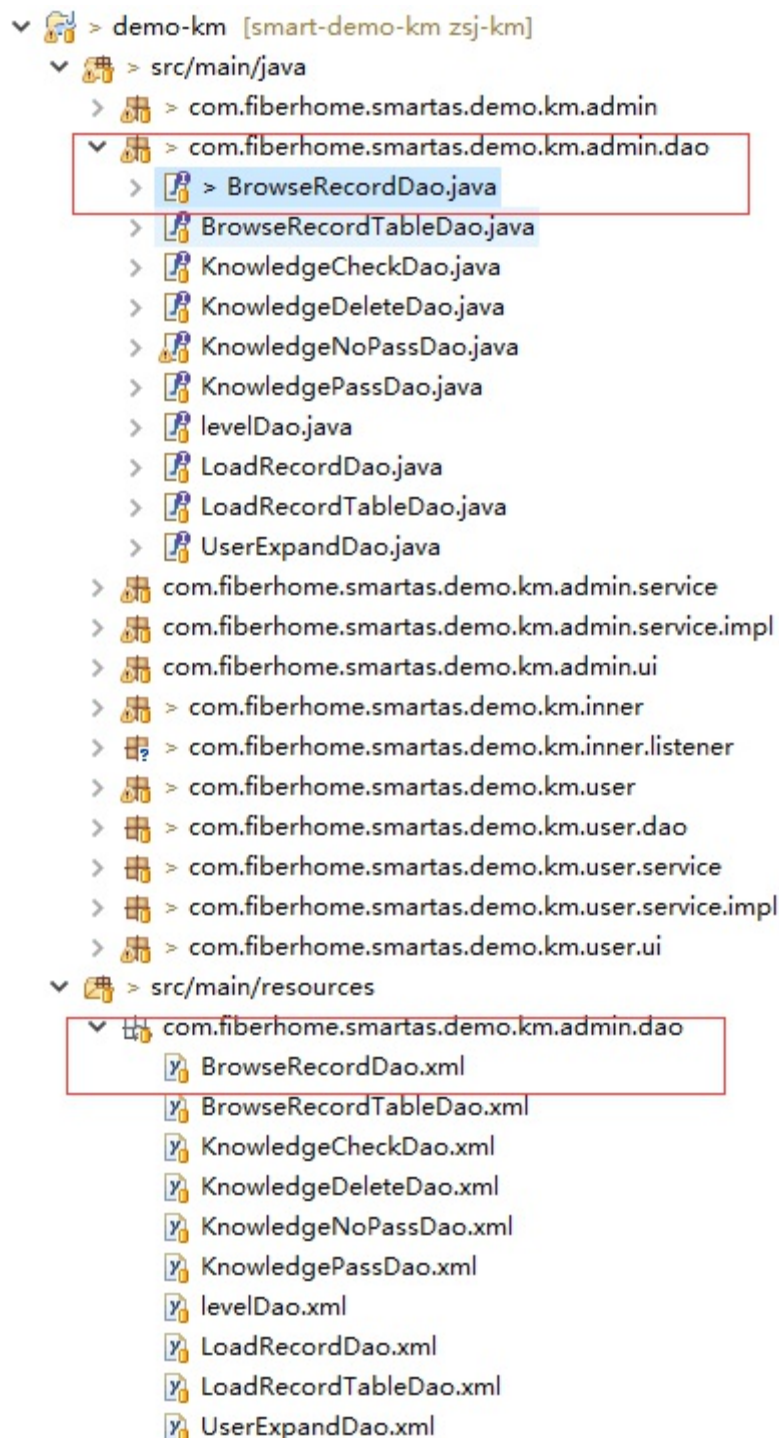 > demo-km [smart-demo-km zsj-km]
> src/main/java
> com.fiberhome.smartas.demo.km.admin
> com.fiberhome.smartas.demo.km.admin.dao
> BrowseRecordDao.java
BrowseRecordTableDao.java
KnowledgeCheckDao.java
KnowledgeDeleteDao.java
KnowledgeNoPassDao.java
KnowledgePassDao.java
levelDao.java
LoadRecordDao.java
LoadRecordTableDao.java
UserExpandDao.java
com.fiberhome.smartas.demo.km.admin.service
com.fiberhome.smartas.demo.km.admin.service.impl
com.fiberhome.smartas.demo.km.admin.ui
> com.fiberhome.smartas.demo.km.inner
> com.fiberhome.smartas.demo.km.inner.listener
> com.fiberhome.smartas.demo.km.user
> com.fiberhome.smartas.demo.km.user.dao
> com.fiberhome.smartas.demo.km.user.service
> com.fiberhome.smartas.demo.km.user.service.impl
> com.fiberhome.smartas.demo.km.user.ui
> src/main/resources
com.fiberhome.smartas.demo.km.admin.dao
BrowseRecordDao.xml
BrowseRecordTableDao.xml
KnowledgeCheckDao.xml
KnowledgeDeleteDao.xml
KnowledgeNoPassDao.xml
KnowledgePassDao.xml
levelDao.xml
LoadRecordDao.xml
LoadRecordTableDao.xml
UserExpandDao.xml